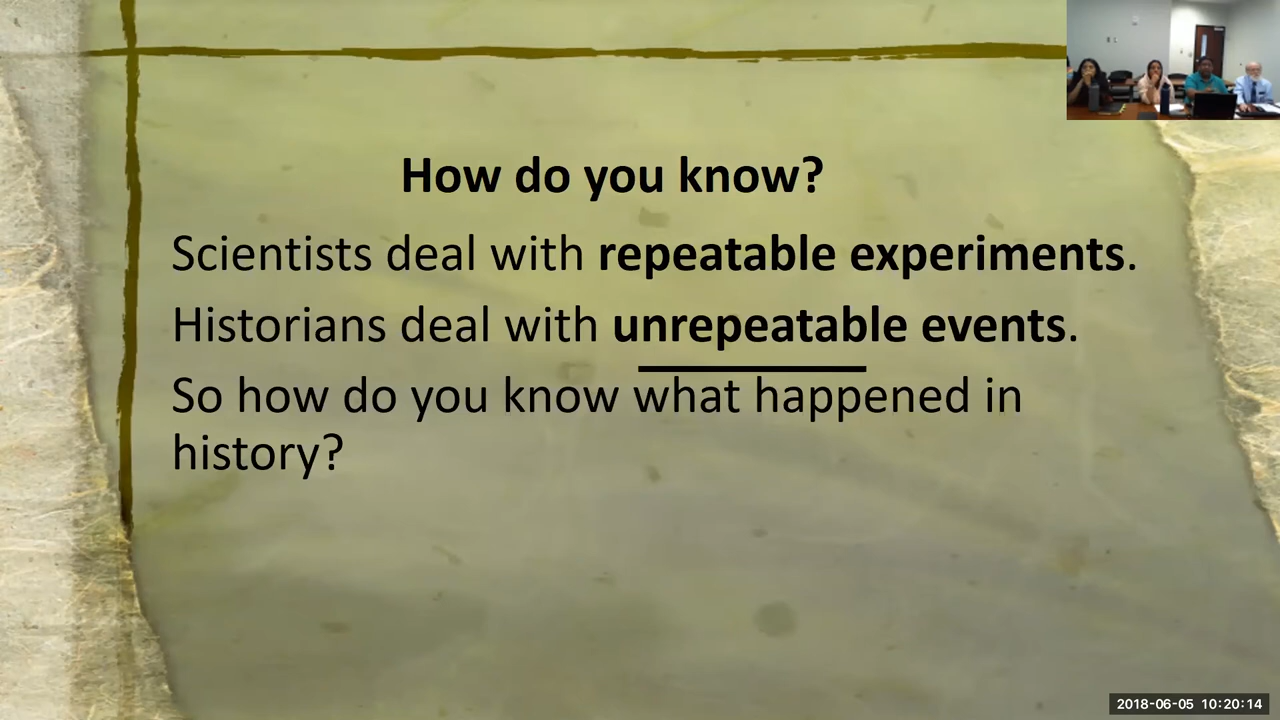 How do you know?
Scientists deal with repeatable experiments.
Historians deal with unrepeatable events.
So how do you know what happened in
history?
2018-06-05 10:20:14